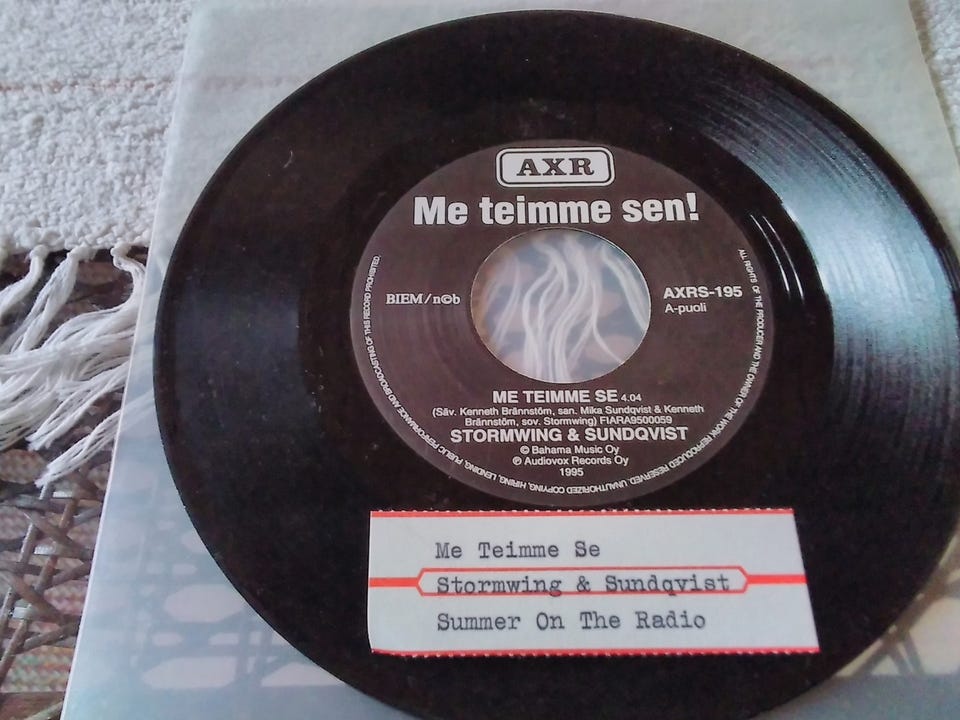 AXR
Me teimme sen!
BIEM / n©b
AXRS-195
A-puoli
ME TEIMME SE 4.04
(Säv. Kenneth Brännstöm, san. Mika Sundqvist & Kenneth
Brännstöm, sov. Stormwing) FIARA9500059
STORMWING & SUNDQVIST
© Bahama Music Oy
℗ Audiovox Records Oy
1995
ALL RIGHTS OF THE PRODUCER AND THE OWNER OF THE WORK REPRODUCED RESERVED. UNAUTHORIZED COPYING, HIRING, LENDING, PUBLIC PERFORMANCE AND BROADCASTING OF THIS RECORD PROHIBITED.
Me Teimme Se
Stormwing & Sundqvist
Summer On The Radio